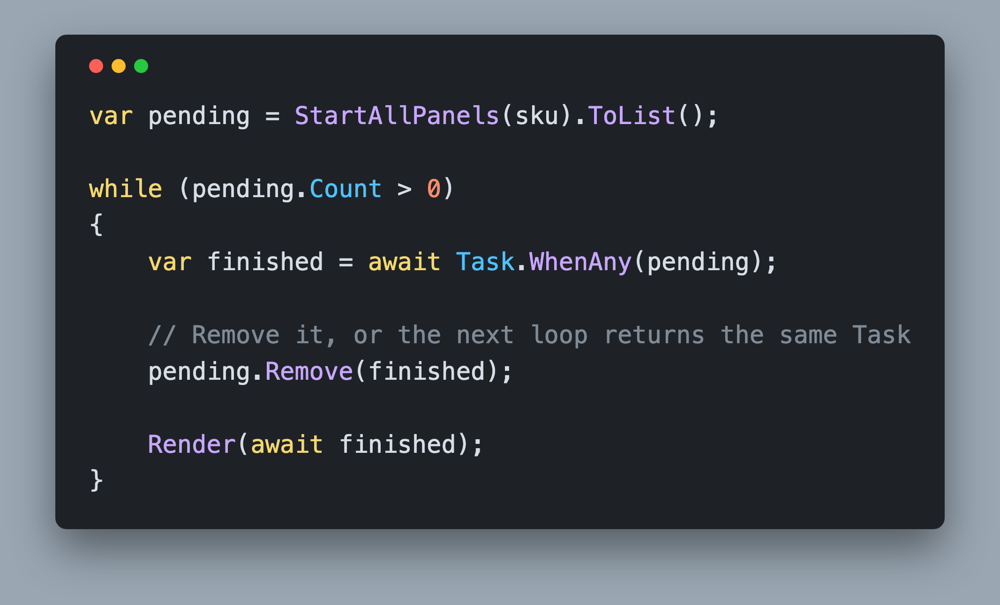 var pending = StartAllPanels(sku).ToList();
while (pending.Count > 0)
{
var finished = await Task.WhenAny(pending);
// Remove it, or the next loop returns the same Task
pending.Remove(finished);
Render(await finished);
}